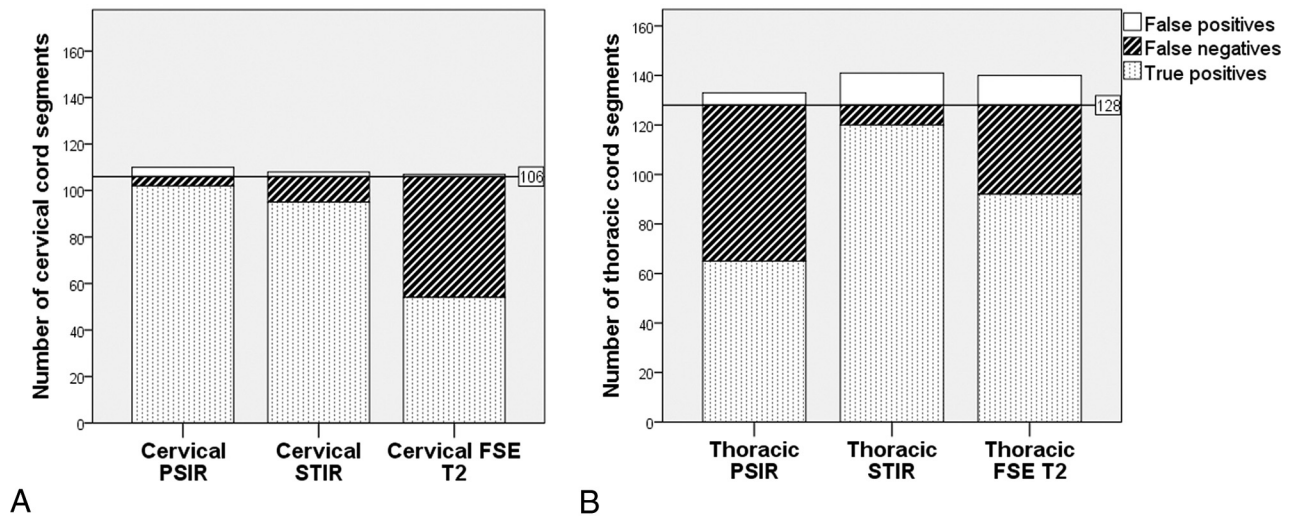 Number of cervical cord segments
160
140
120
100
80
60
40
20
0
106
Cervical
PSIR
Cervical
STIR
Cervical FSE
T2
A
Number of thoracic cord segments
160
140
120
100
80
60
40
20
0
128
Thoracic
PSIR
Thoracic
STIR
Thoracic
FSE T2
B
False positives
False negatives
True positives